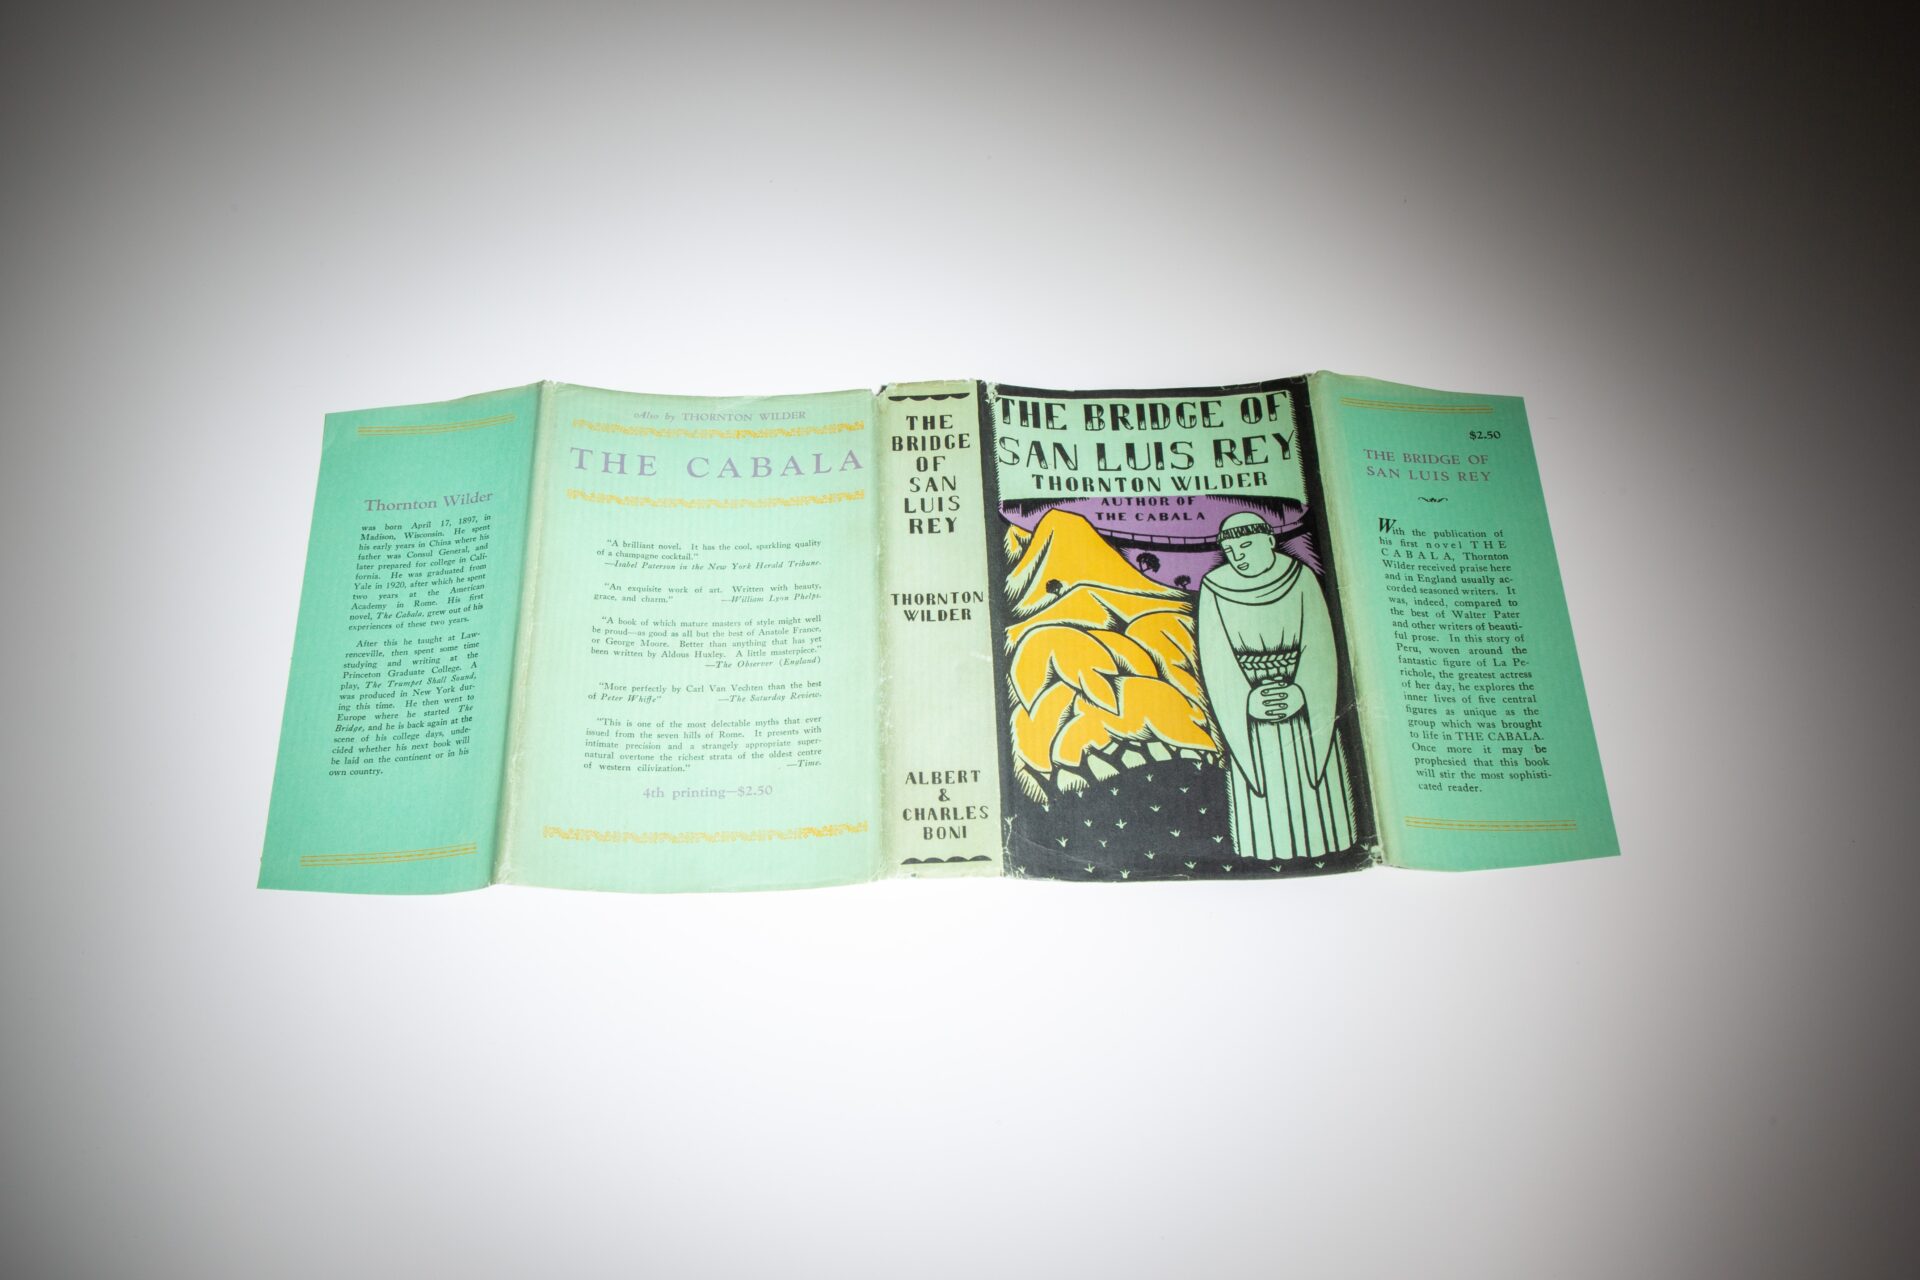 Thornton Wilder
was born April 17, 1897, in
Madison, Wisconsin. He spent
his early years in China where his
father was Consul General, and
later prepared for college in Cali-
fornia. He was graduated from
Yale in 1920, after which he spent
two years at the American
Academy in Rome. His first
novel, The Cabala, grew out of his
experiences of these two years.
After this he taught at Law-
renceville, then spent some time
studying and writing at the
Princeton Graduate College. A
play, The Trumpet Shall Sound,
was produced in New York dur-
ing this time. He then went to
Europe where he started The
Bridge, and he is back again at the
scene of his college days, unde-
cided whether his next book will
be laid on the continent or in his
own country.
Also by THORNTON WILDER
THE CABALA
"A brilliant novel. It has the cool, sparkling quality
of a champagne cocktail."
—Isabel Paterson in the New York Herald Tribune.
"An exquisite work of art. Written with beauty,
grace, and charm." —William Lyon Phelps.
"A book of which mature masters of style might well
be proud—as good as all but the best of Anatole France,
or George Moore. Better than anything that has yet
been written by Aldous Huxley. A little masterpiece."
—The Observer (England)
"More perfectly by Carl Van Vechten than the best
of Peter Whiffle" —The Saturday Review.
"This is one of the most delectable myths that ever
issued from the seven hills of Rome. It presents with
intimate precision and a strangely appropriate super-
natural overtone the richest strata of the oldest centre
of western cilivization." —Time.
4th printing—$2.50
THE
BRIDGE
OF
SAN
LUIS
REY
THORNTON
WILDER
ALBERT
&
CHARLES
BONI
THE BRIDGE OF
SAN LUIS REY
THORNTON WILDER
AUTHOR OF
THE CABALA
$2.50
THE BRIDGE OF
SAN LUIS REY
With the publication of
his first novel THE
CABALA, Thornton
Wilder received praise here
and in England usually ac-
corded seasoned writers. It
was, indeed, compared to
the best of Walter Pater
and other writers of beauti-
ful prose. In this story of
Peru, woven around the
fantastic figure of La Pe-
richole, the greatest actress
of her day, he explores the
inner lives of five central
figures as unique as the
group which was brought
to life in THE CABALA.
Once more it may be
prophesied that this book
will stir the most sophisti-
cated reader.